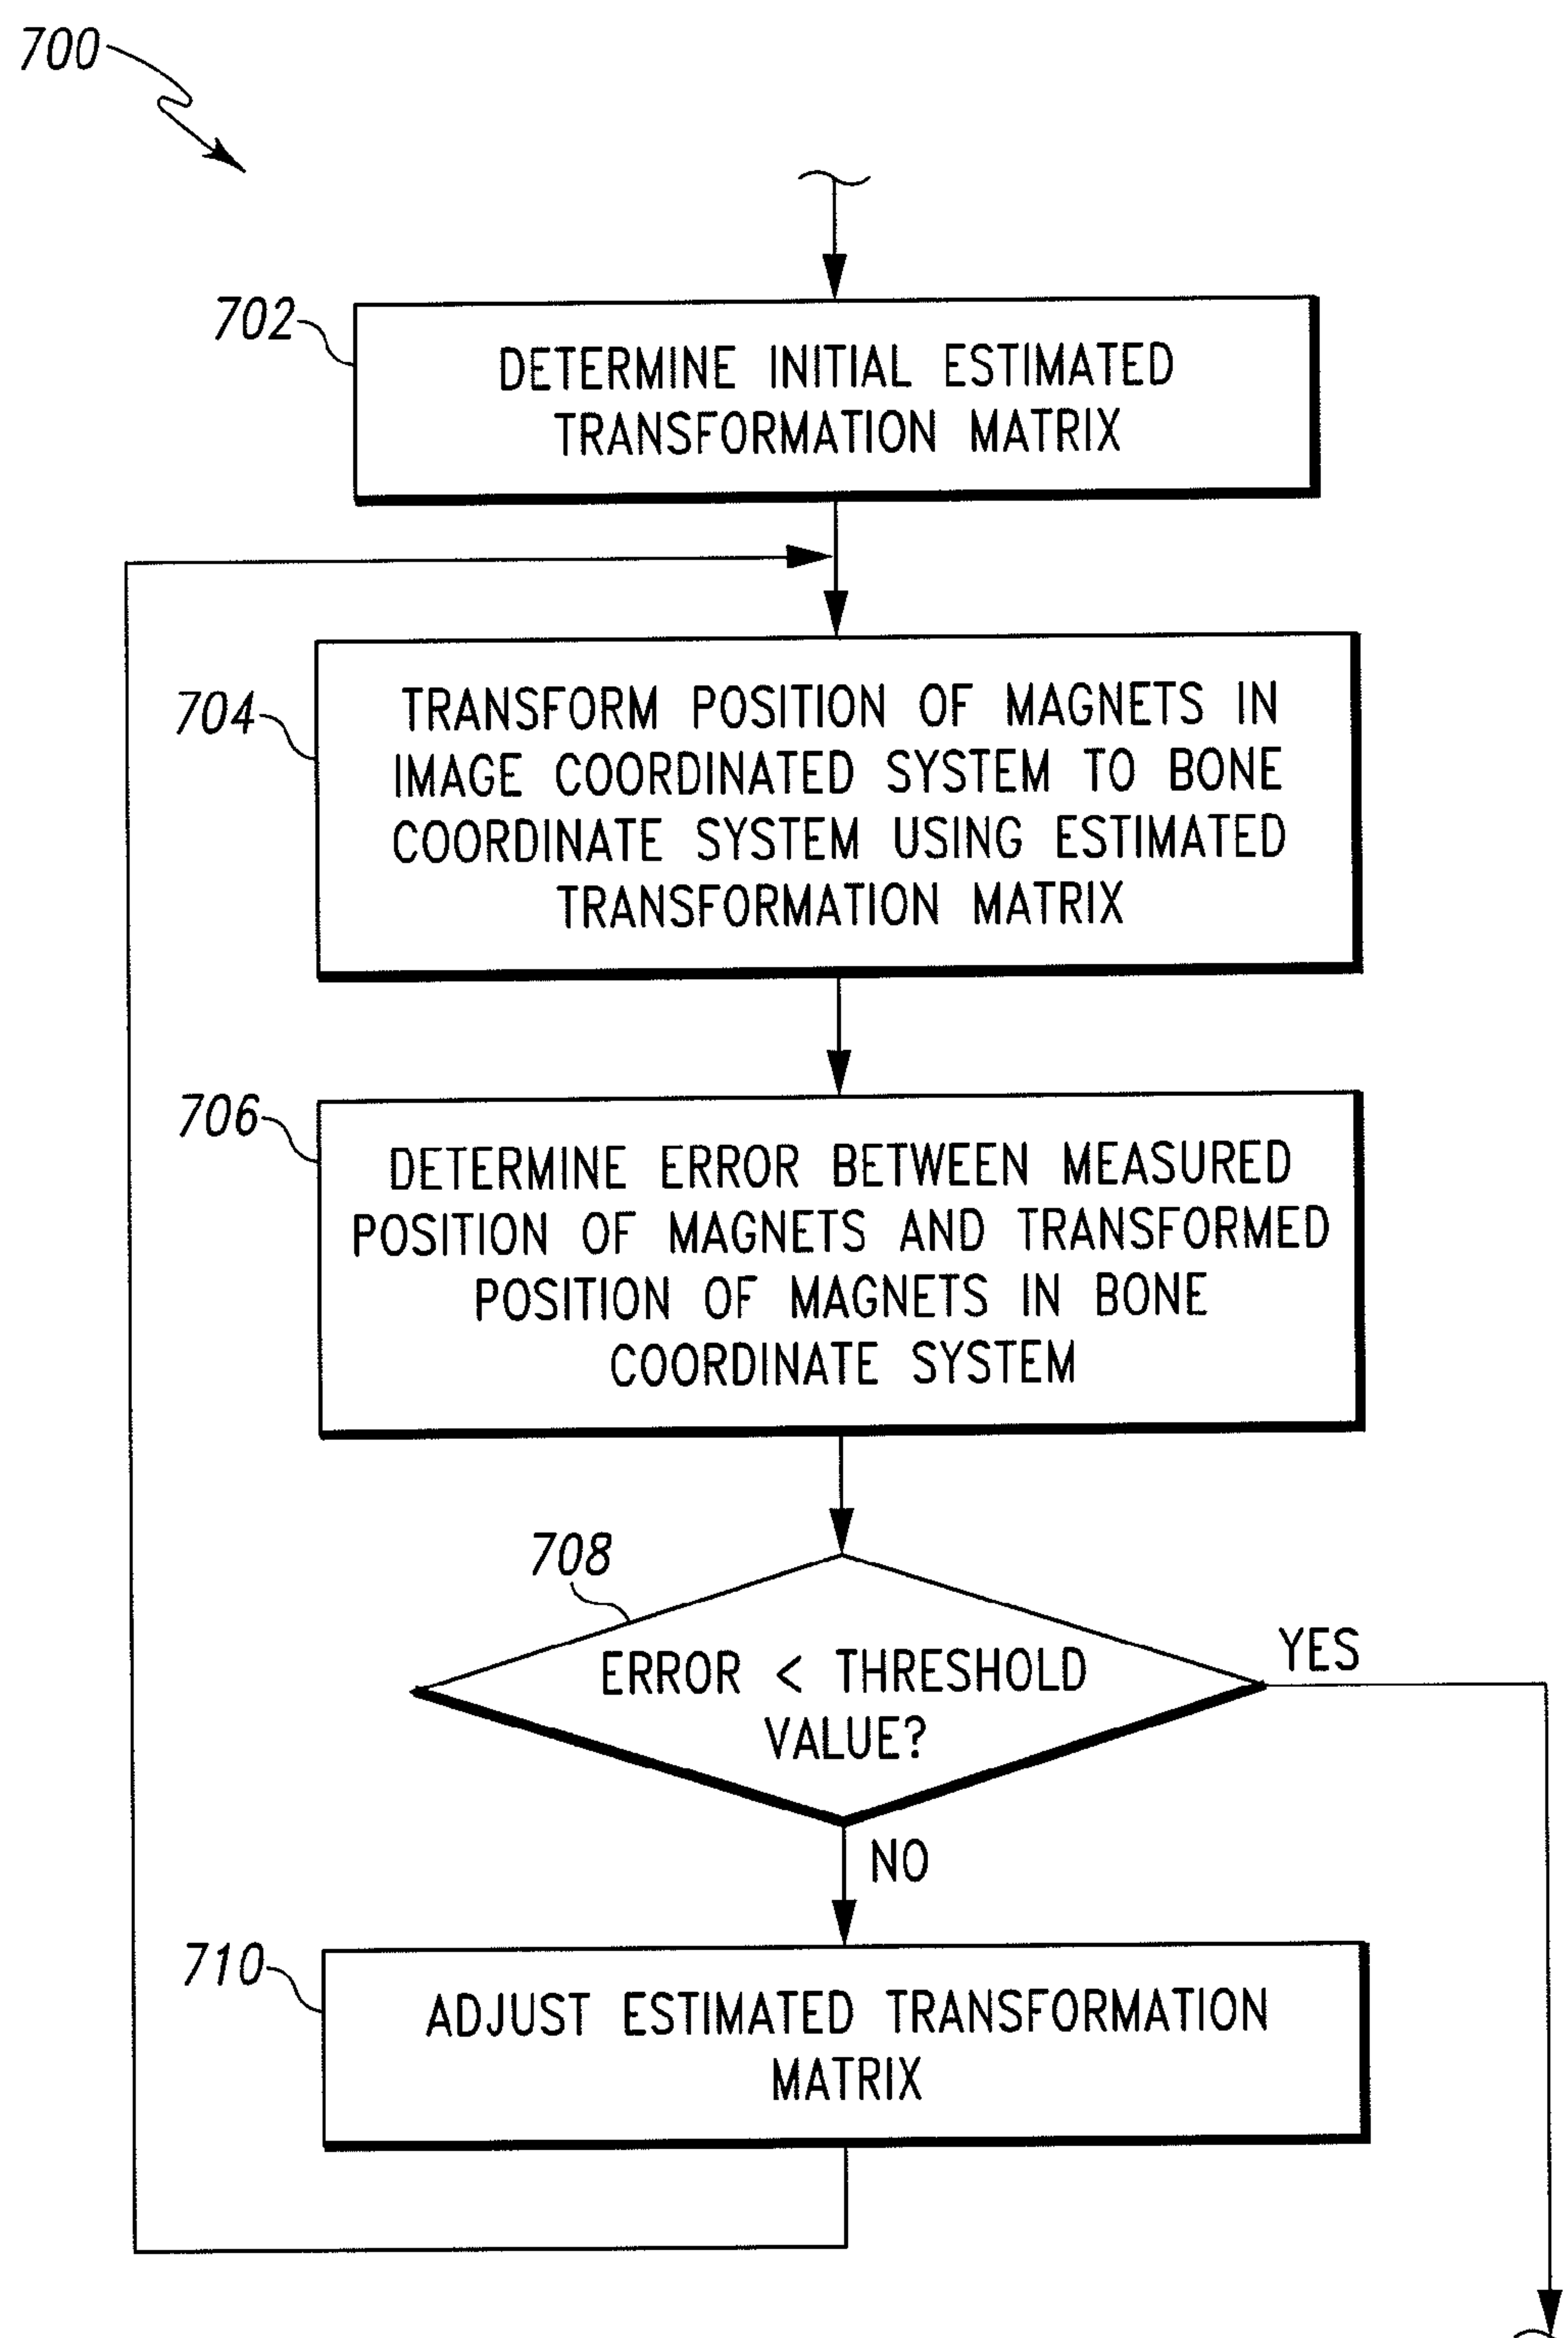 700
702
DETERMINE INITIAL ESTIMATED
TRANSFORMATION MATRIX
704
TRANSFORM POSITION OF MAGNETS IN
IMAGE COORDINATED SYSTEM TO BONE
COORDINATE SYSTEM USING ESTIMATED
TRANSFORMATION MATRIX
706
DETERMINE ERROR BETWEEN MEASURED
POSITION OF MAGNETS AND TRANSFORMED
POSITION OF MAGNETS IN BONE
COORDINATE SYSTEM
708
ERROR < THRESHOLD
VALUE?
YES
NO
710
ADJUST ESTIMATED TRANSFORMATION
MATRIX